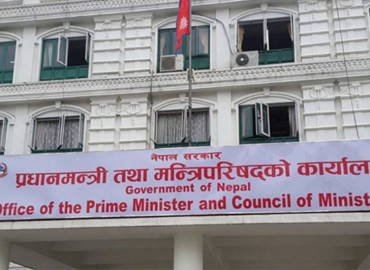 नेपाल सरकार
प्रधानमन्त्री तथा मन्त्रिपरिषद्को कार्याल
Government of Nepal
Office of the Prime Minister and Council of Minist